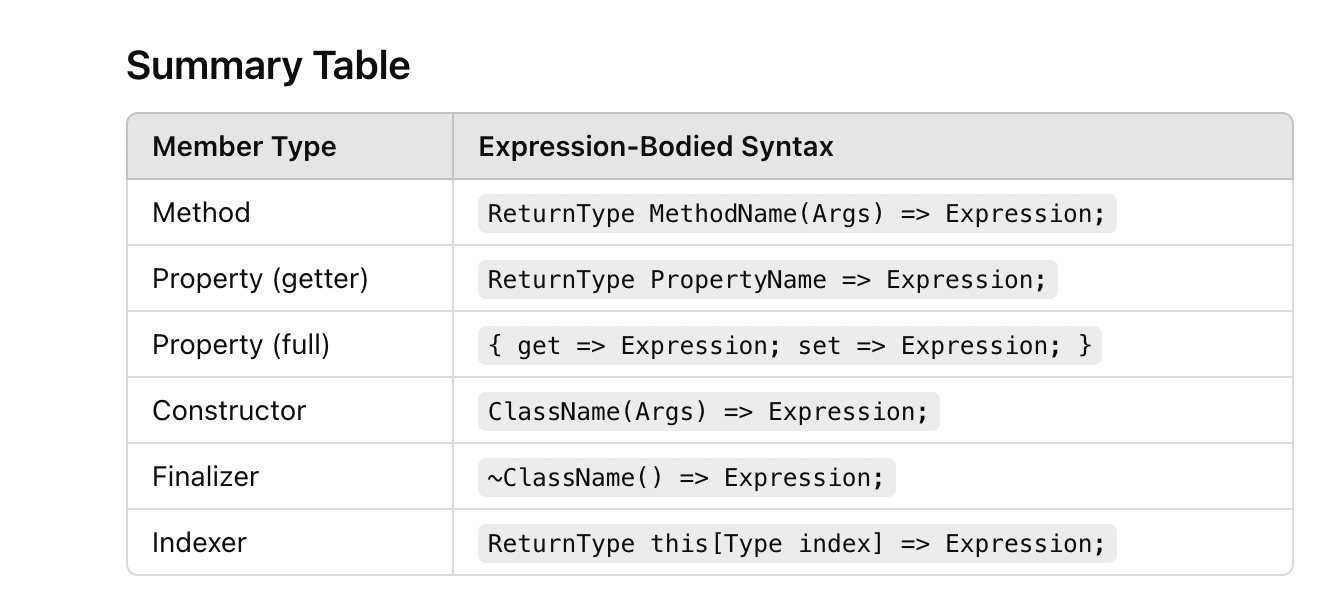 Summary Table
Member Type Expression-Bodied Syntax
Method ReturnType MethodName(Args) => Expression;
Property (getter) ReturnType PropertyName => Expression;
Property (full) { get => Expression; set => Expression; }
Constructor ClassName(Args) => Expression;
Finalizer ~ClassName() => Expression;
Indexer ReturnType this[Type index] => Expression;